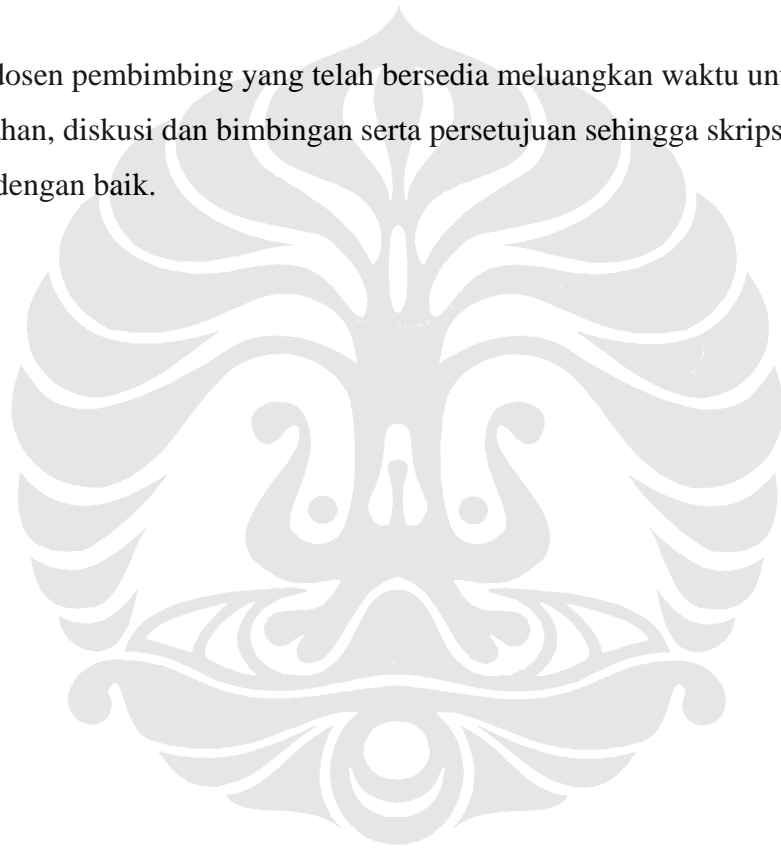 dosen pembimbing yang telah bersedia meluangkan waktu un
han, diskusi dan bimbingan serta persetujuan sehingga skrips
dengan baik.